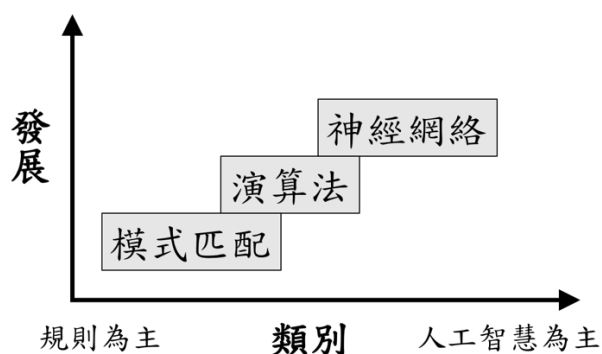 發展
神經網絡
演算法
模式匹配
規則為主
類別
人工智慧為主